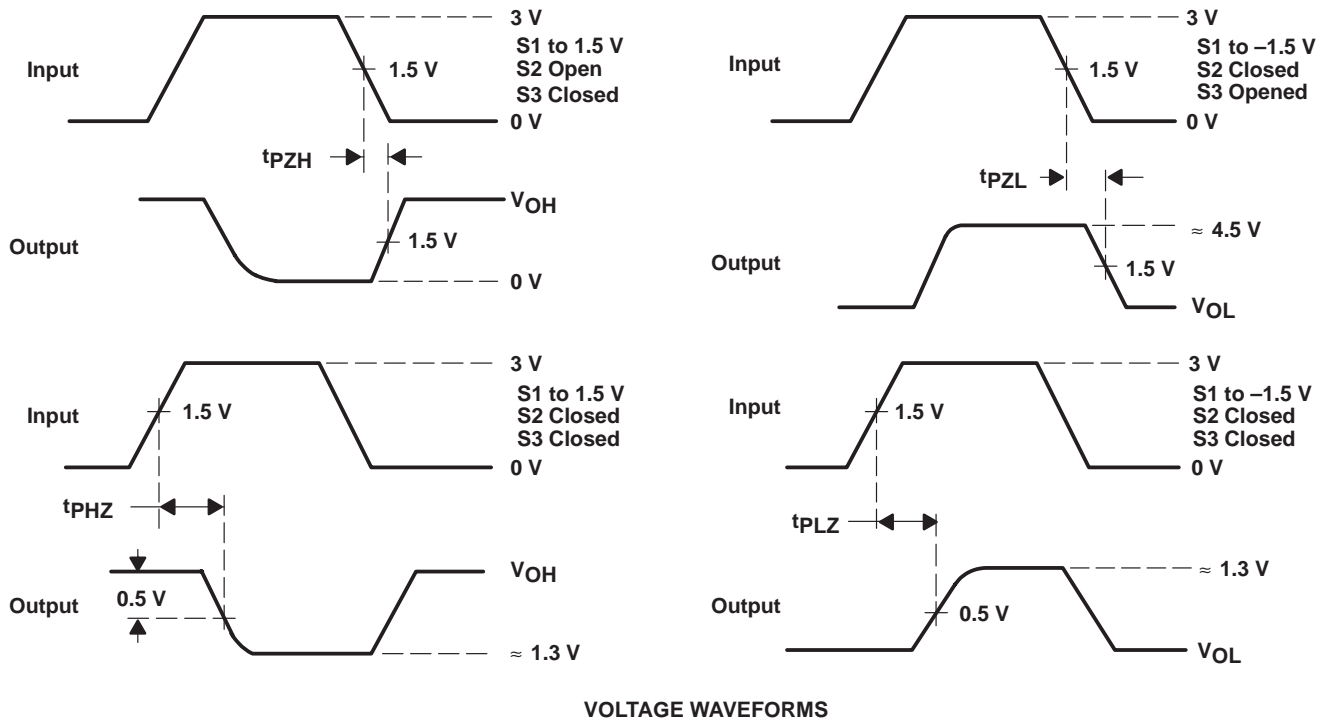 3 V
S1 to 1.5 V
S2 Open
S3 Closed
Input
1.5 V
0 V
tPZH
VOH
Output
1.5 V
0 V
3 V
S1 to –1.5 V
S2 Closed
S3 Opened
Input
1.5 V
0 V
tPZL
≈ 4.5 V
Output
1.5 V
VOL
3 V
S1 to 1.5 V
S2 Closed
S3 Closed
Input
1.5 V
0 V
tPHZ
VOH
Output
0.5 V
≈ 1.3 V
3 V
S1 to –1.5 V
S2 Closed
S3 Closed
Input
1.5 V
0 V
tPLZ
≈ 1.3 V
Output
0.5 V
VOL
VOLTAGE WAVEFORMS